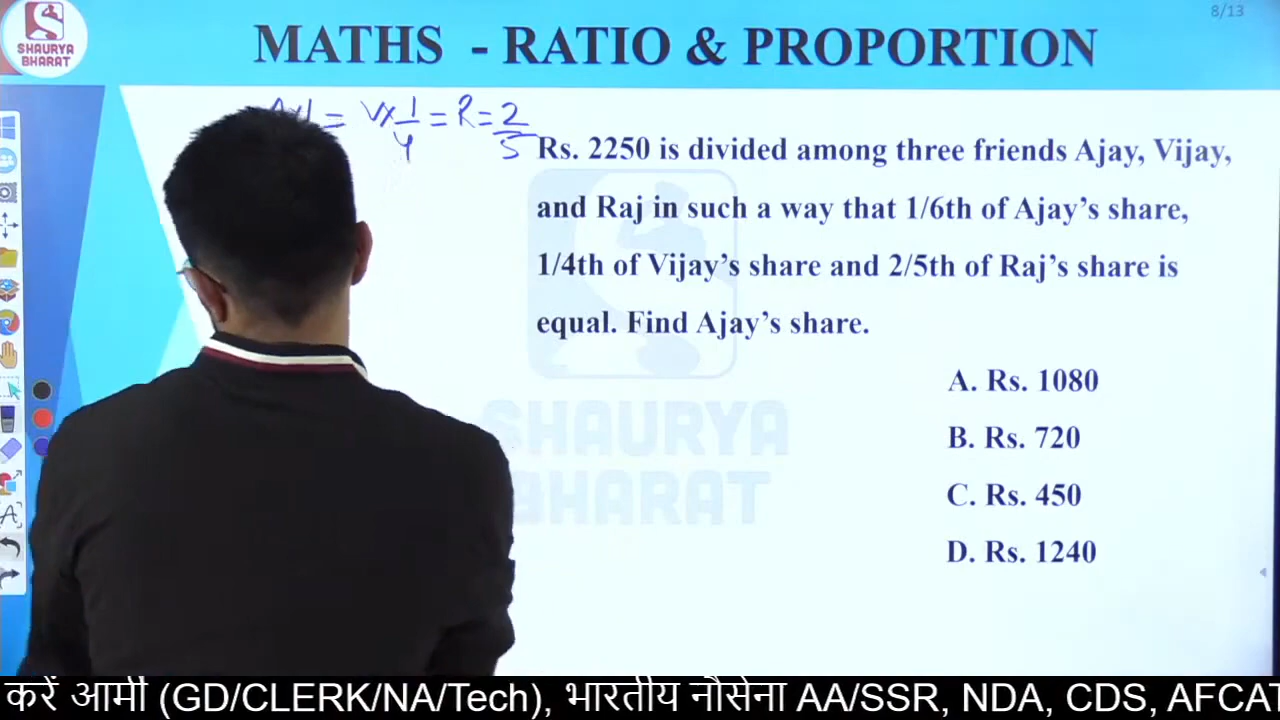 8/13
SHAURYA
BHARAT
MATHS - RATIO & PROPORTION
= V × 1/4 = R = 2/5
Rs. 2250 is divided among three friends Ajay, Vijay,
and Raj in such a way that 1/6th of Ajay’s share,
1/4th of Vijay’s share and 2/5th of Raj’s share is
equal. Find Ajay’s share.
A. Rs. 1080
B. Rs. 720
C. Rs. 450
D. Rs. 1240
SHAURYA
BHARAT
करें आर्मी (GD/CLERK/NA/Tech), भारतीय नौसेना AA/SSR, NDA, CDS, AFCAT